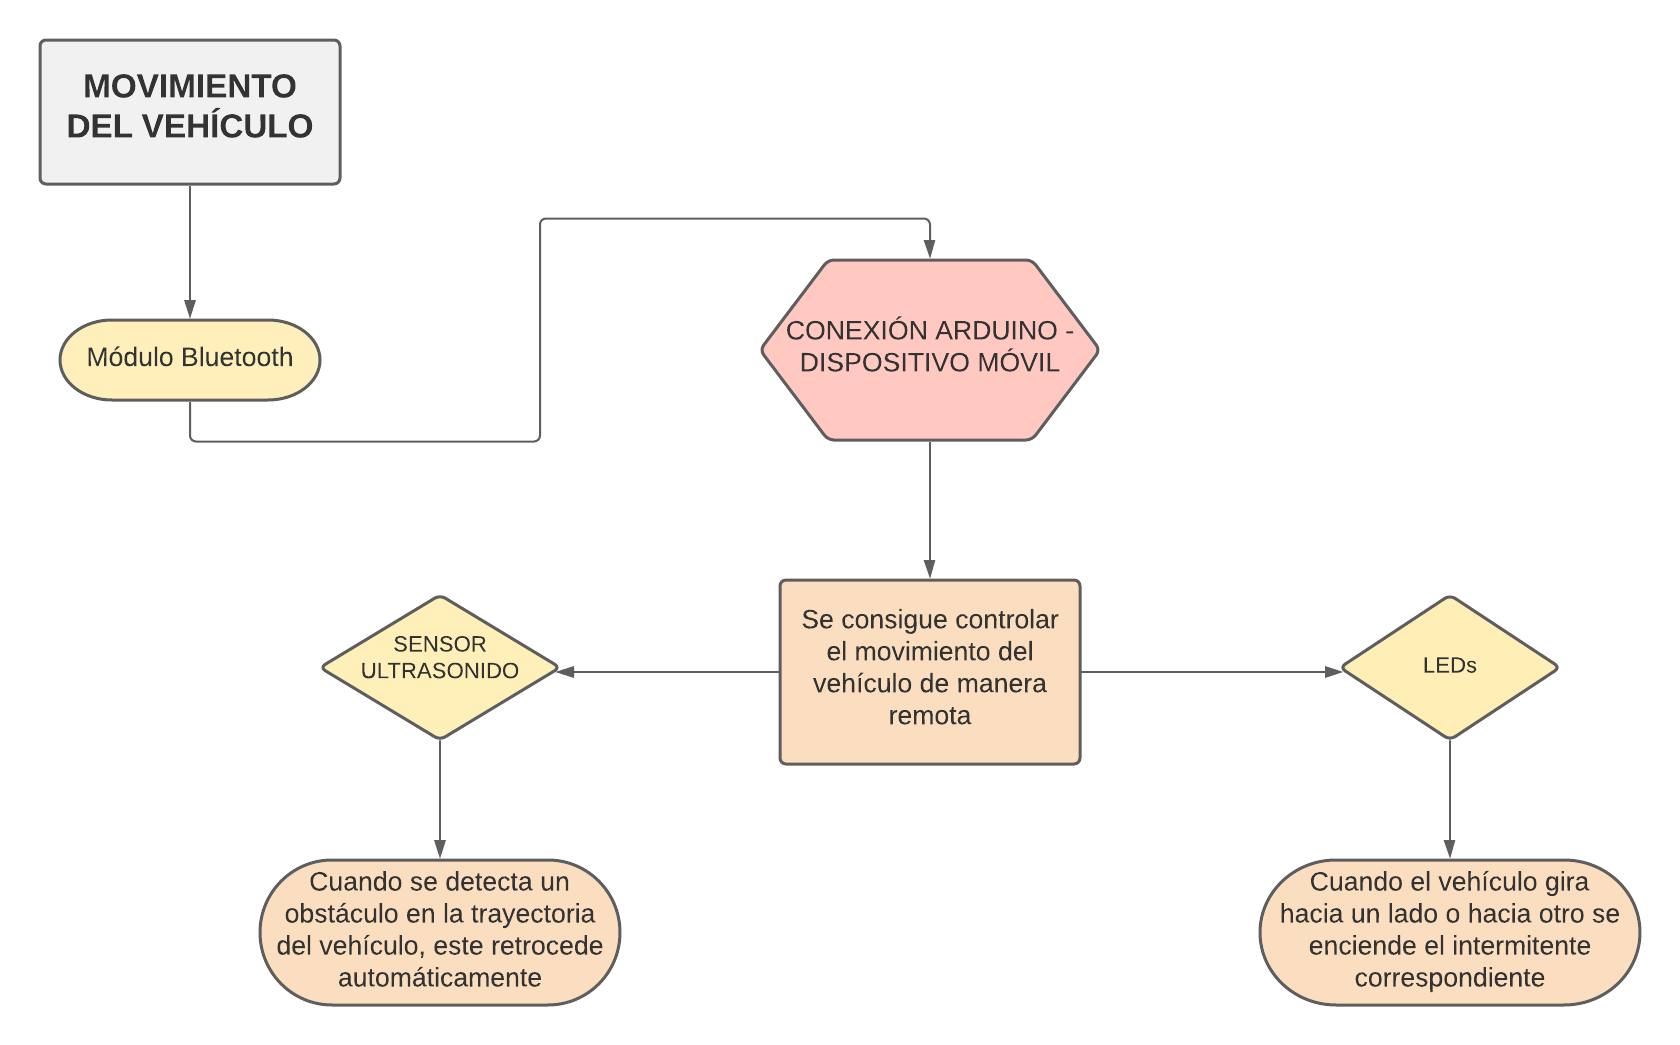 MOVIMIENTO
DEL VEHÍCULO
Módulo Bluetooth
CONEXIÓN ARDUINO -
DISPOSITIVO MÓVIL
Se consigue controlar
el movimiento del
vehículo de manera
remota
SENSOR
ULTRASONIDO
LEDs
Cuando se detecta un
obstáculo en la trayectoria
del vehículo, este retrocede
automáticamente
Cuando el vehículo gira
hacia un lado o hacia otro se
enciende el intermitente
correspondiente